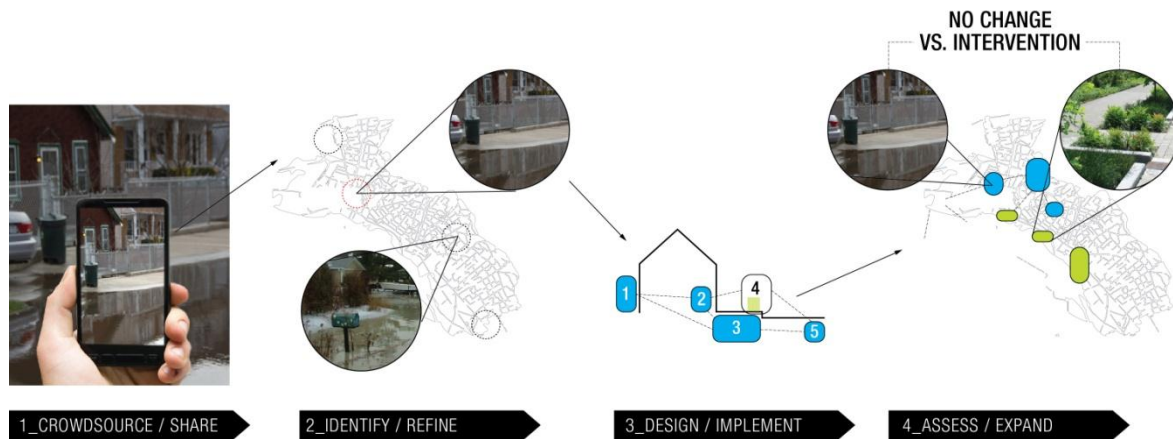 NO CHANGE
VS. INTERVENTION
1
2
3
4
5
1_CROWDSOURCE / SHARE
2_IDENTIFY / REFINE
3_DESIGN / IMPLEMENT
4_ASSESS / EXPAND